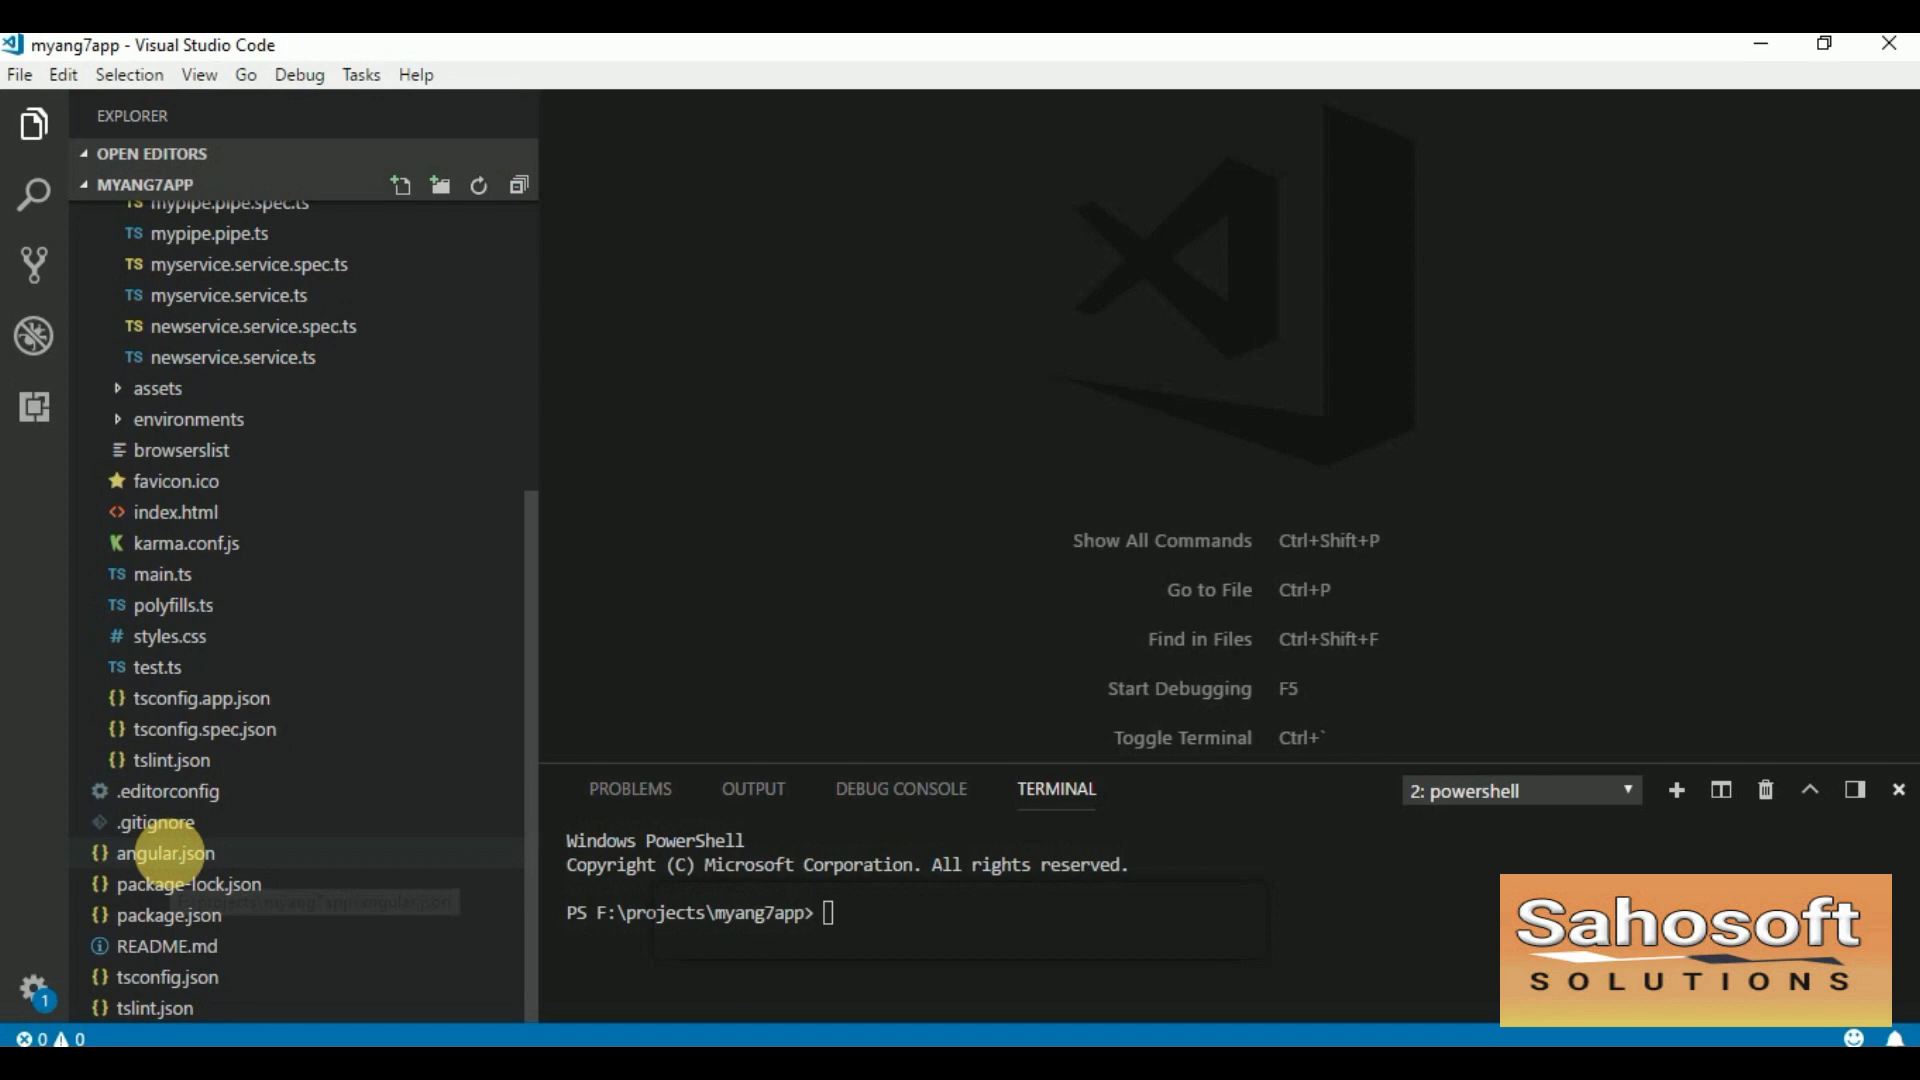 myang7app - Visual Studio Code
File Edit Selection View Go Debug Tasks Help
EXPLORER
OPEN EDITORS
MYANG7APP
TS mypipe.pipe.spec.ts
TS mypipe.pipe.ts
TS myservice.service.spec.ts
TS myservice.service.ts
TS newservice.service.spec.ts
TS newservice.service.ts
assets
environments
browserslist
favicon.ico
<> index.html
K karma.conf.js
TS main.ts
TS polyfills.ts
# styles.css
TS test.ts
{} tsconfig.app.json
{} tsconfig.spec.json
{} tslint.json
.editorconfig
.gitignore
{} angular.json
{} package-lock.json
{} package.json
README.md
{} tsconfig.json
{} tslint.json
1
0 0
Show All Commands Ctrl+Shift+P
Go to File Ctrl+P
Find in Files Ctrl+Shift+F
Start Debugging F5
Toggle Terminal Ctrl+`
PROBLEMS OUTPUT DEBUG CONSOLE TERMINAL 2: powershell
Windows PowerShell
Copyright (C) Microsoft Corporation. All rights reserved.
PS F:\projects\myang7app>
Sahosoft
SOLUTIONS